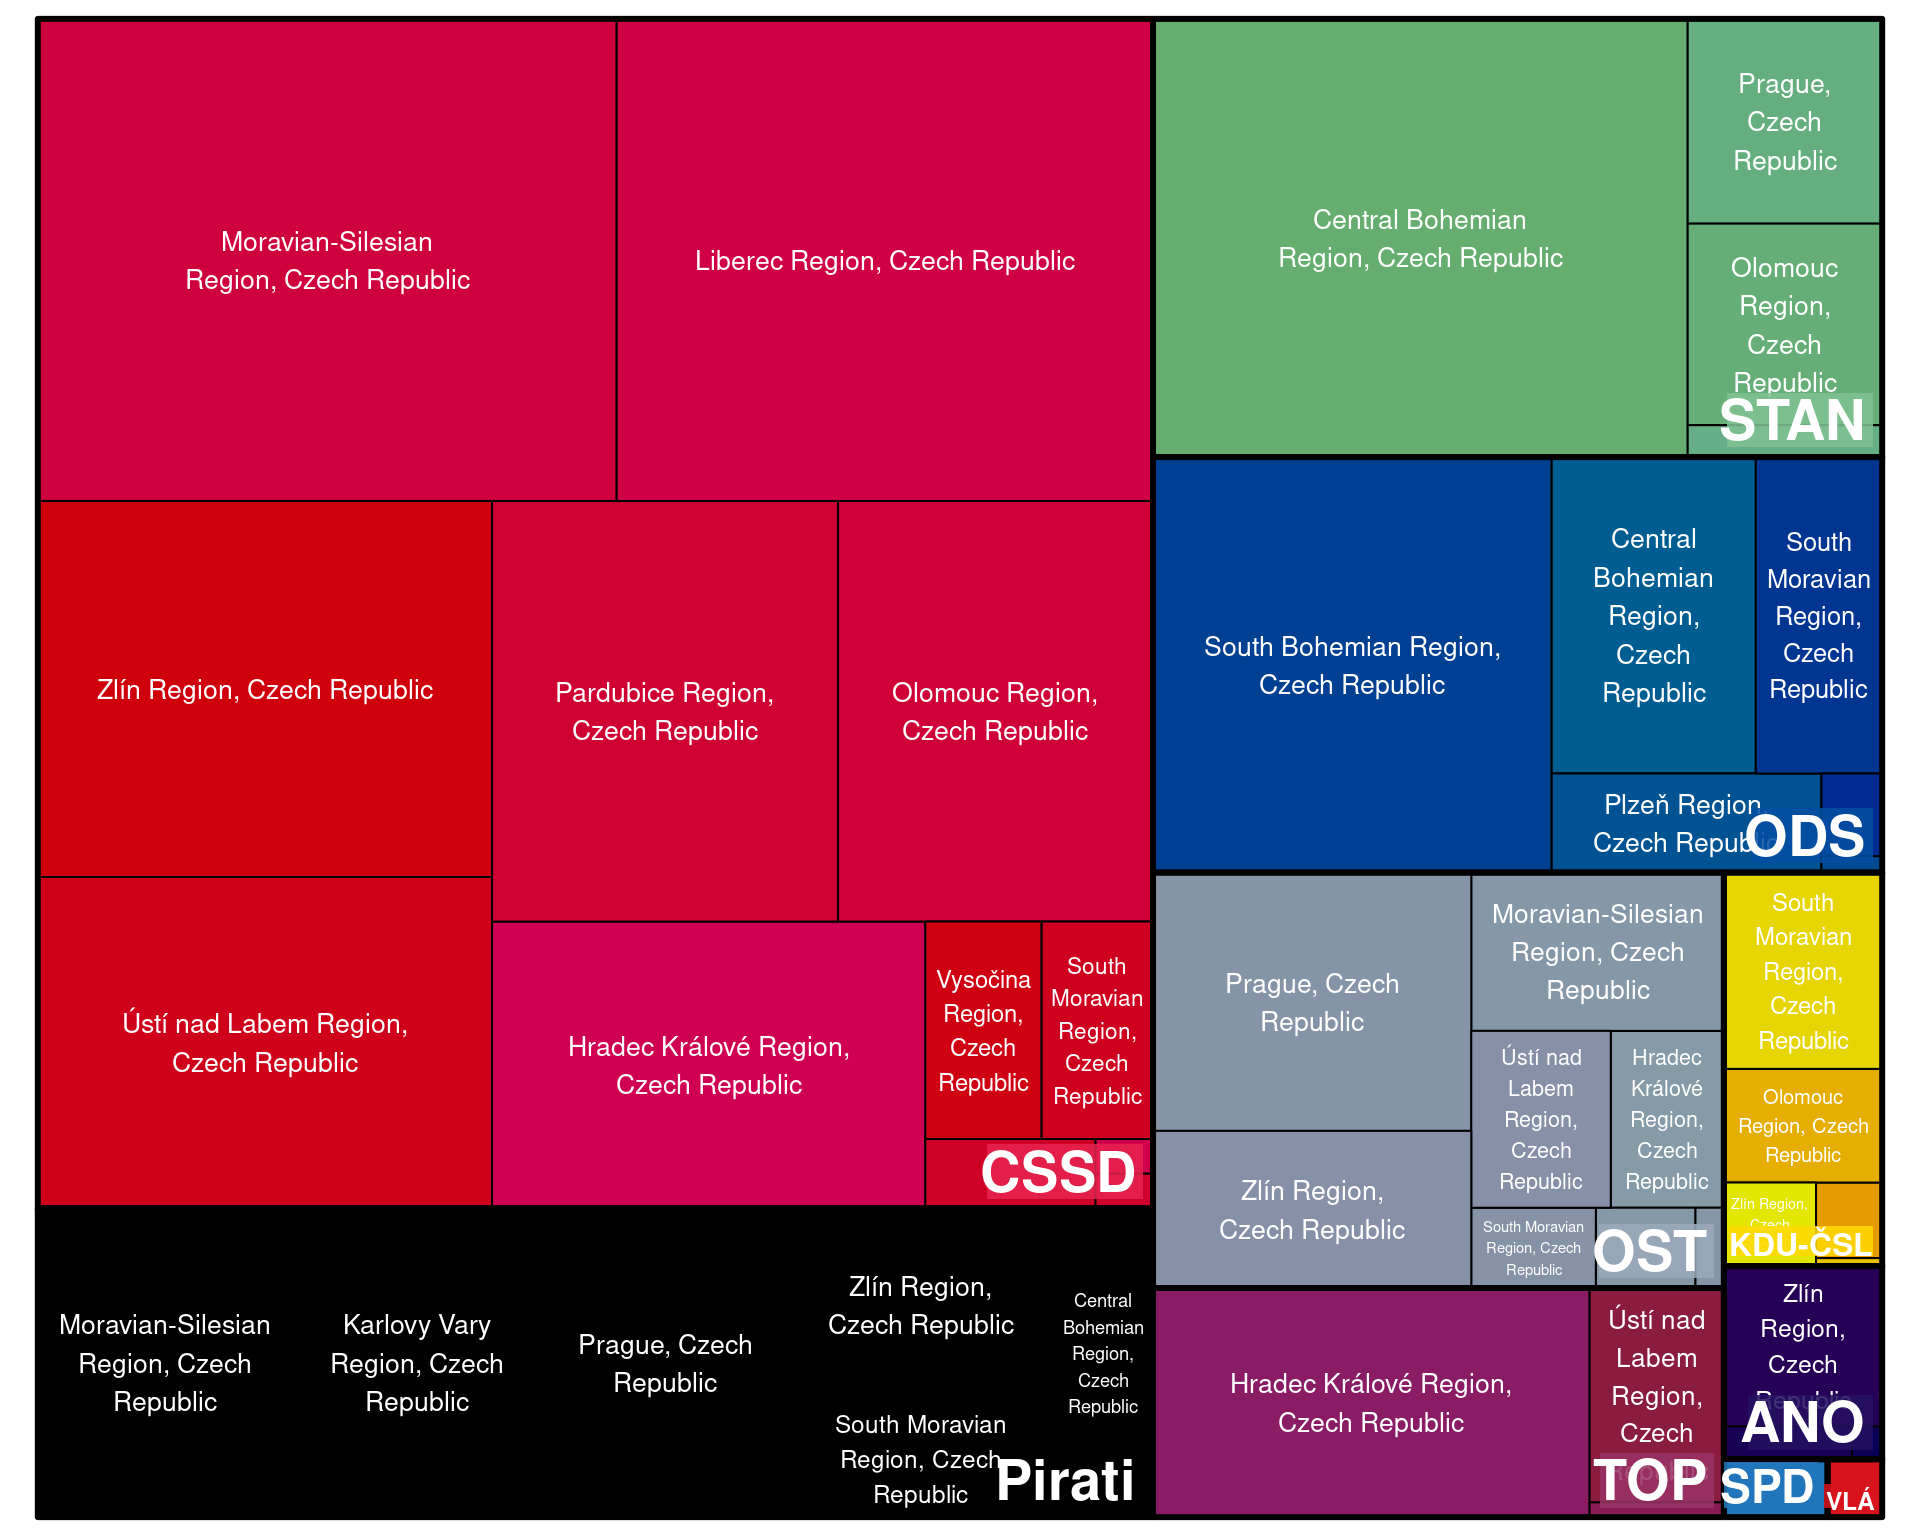 Moravian-Silesian
Region, Czech Republic
Liberec Region, Czech Republic
Zlín Region, Czech Republic
Pardubice Region,
Czech Republic
Olomouc Region,
Czech Republic
Ústí nad Labem Region,
Czech Republic
Hradec Králové Region,
Czech Republic
Vysočina
Region,
Czech
Republic
South
Moravian
Region,
Czech
Republic
CSSD
Moravian-Silesian
Region, Czech
Republic
Karlovy Vary
Region, Czech
Republic
Prague, Czech
Republic
Zlín Region,
Czech Republic
South Moravian
Region, Czech
Republic
Central
Bohemian
Region,
Czech
Republic
Pirati
Central Bohemian
Region, Czech Republic
Prague,
Czech
Republic
Olomouc
Region,
Czech
Republic
STAN
South Bohemian Region,
Czech Republic
Central
Bohemian
Region,
Czech
Republic
South
Moravian
Region,
Czech
Republic
Plzeň Region,
Czech Republic
ODS
Prague, Czech
Republic
Moravian-Silesian
Region, Czech
Republic
Zlín Region,
Czech Republic
Ústí nad
Labem
Region,
Czech
Republic
Hradec
Králové
Region,
Czech
Republic
South Moravian
Region, Czech
Republic
OST
South
Moravian
Region,
Czech
Republic
Olomouc
Region, Czech
Republic
Zlín Region,
Czech
KDU-ČSL
Hradec Králové Region,
Czech Republic
Ústí nad
Labem
Region,
Czech
Republic
TOP
Zlín
Region,
Czech
Republic
ANO
SPD
VLÁ